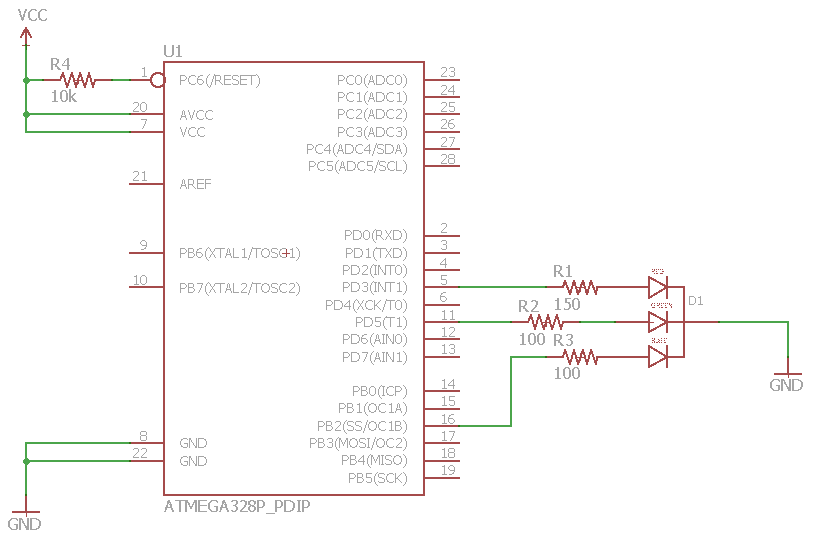 VCC
U1
R4
10k
1 PC6(/RESET)
20 AVCC
7 VCC
21 AREF
9 PB6(XTAL1/TOSC1)
10 PB7(XTAL2/TOSC2)
8 GND
22 GND
GND
PC0(ADC0) 23
PC1(ADC1) 24
PC2(ADC2) 25
PC3(ADC3) 26
PC4(ADC4/SDA) 27
PC5(ADC5/SCL) 28
PD0(RXD) 2
PD1(TXD) 3
PD2(INT0) 4
PD3(INT1) 5
PD4(XCK/T0) 6
PD5(T1) 11
PD6(AIN0) 12
PD7(AIN1) 13
PB0(ICP) 14
PB1(OC1A) 15
PB2(SS/OC1B) 16
PB3(MOSI/OC2) 17
PB4(MISO) 18
PB5(SCK) 19
ATMEGA328P_PDIP
R1
150
R2
100
R3
100
D1
GND